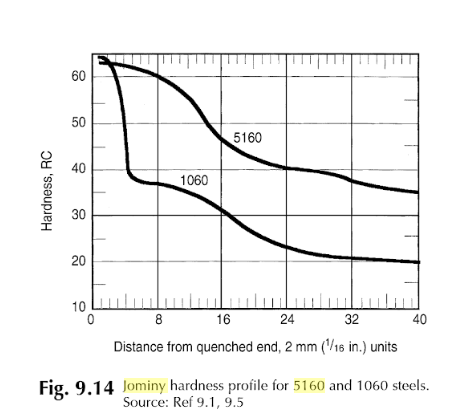 60
50
40
30
20
10
Hardness, RC
5160
1060
0 8 16 24 32 40
Distance from quenched end, 2 mm (1/16 in.) units
Fig. 9.14 Jominy hardness profile for 5160 and 1060 steels.
Source: Ref 9.1, 9.5